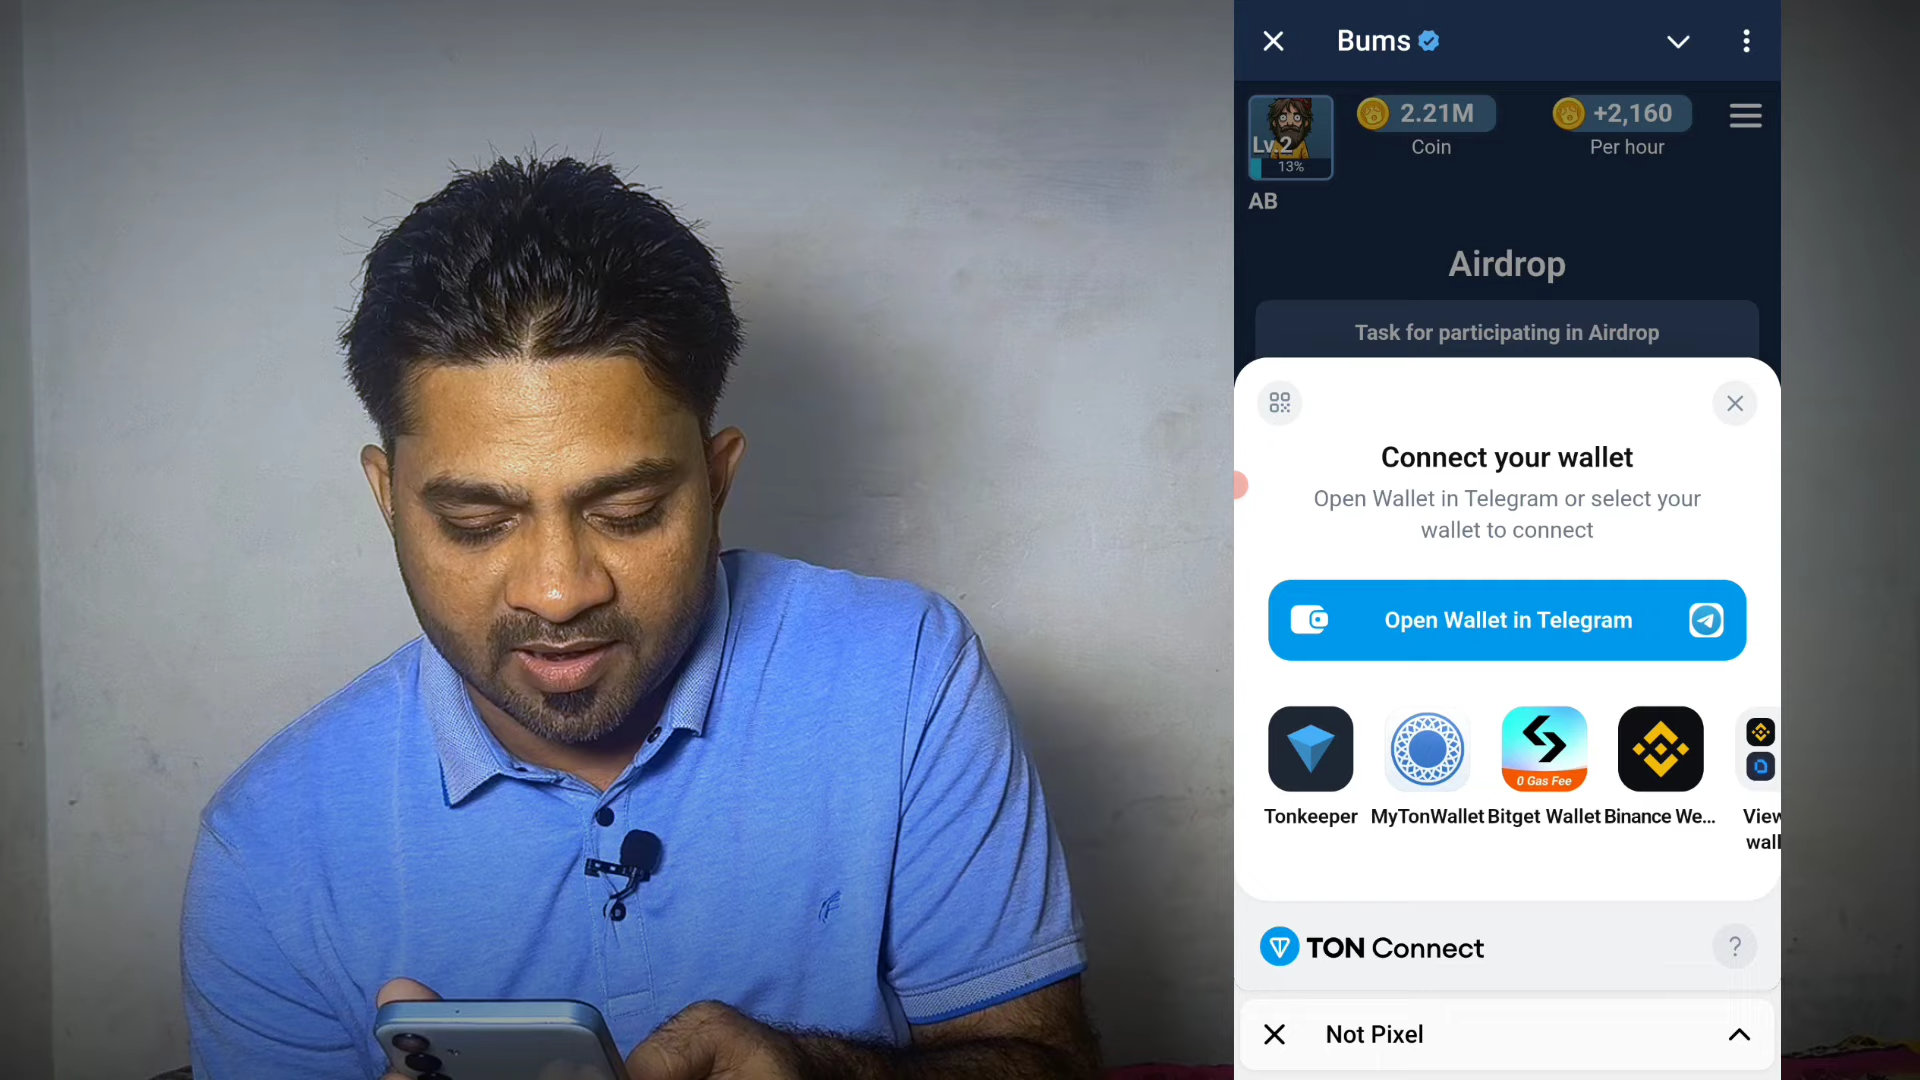 Bums
Lv.2
13%
AB
2.21M
Coin
+2,160
Per hour
Airdrop
Task for participating in Airdrop
Connect your wallet
Open Wallet in Telegram or select your
wallet to connect
Open Wallet in Telegram
0 Gas Fee
Tonkeeper
MyTonWallet
Bitget Wallet
Binance We...
View
wall
TON Connect
?
Not Pixel